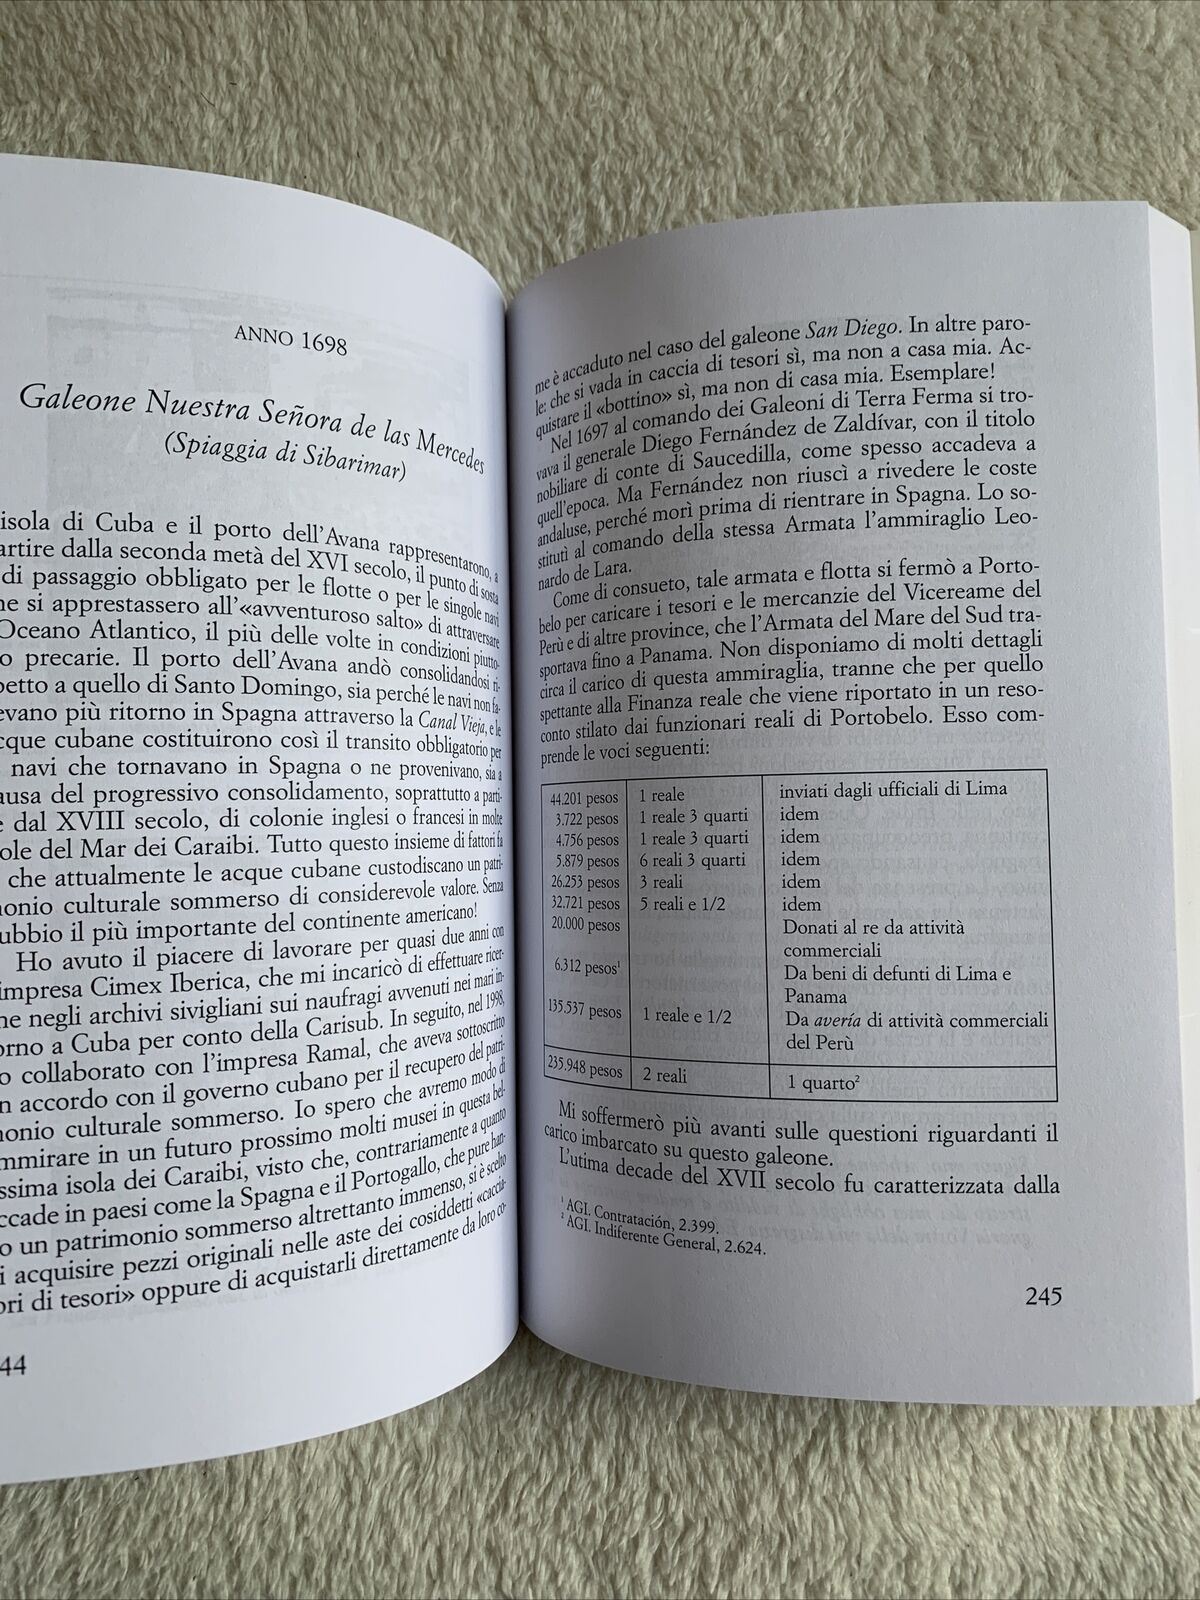 ANNO 1698
Galeone Nuestra Señora de las Mercedes
(Spiaggia di Sibarimar)
isola di Cuba e il porto dell'Avana rappresentarono, a
artire dalla seconda metà del XVI secolo, il punto di sosta
di passaggio obbligato per le flotte o per le singole navi
ne si apprestassero all'«avventuroso salto» di attraversare
Oceano Atlantico, il più delle volte in condizioni piutto-
o precarie. Il porto dell'Avana andò consolidandosi ri-
petto a quello di Santo Domingo, sia perché le navi non fa-
evano più ritorno in Spagna attraverso la Canal Vieja, e le
cque cubane costituirono così il transito obbligatorio per
navi che tornavano in Spagna o ne provenivano, sia a
ausa del progressivo consolidamento, soprattutto a parti-
e dal XVIII secolo, di colonie inglesi o francesi in molte
ole del Mar dei Caraibi. Tutto questo insieme di fattori fa
che attualmente le acque cubane custodiscano un patri-
nonio culturale sommerso di considerevole valore. Senza
ubbio il più importante del continente americano!
Ho avuto il piacere di lavorare per quasi due anni con
impresa Cimex Iberica, che mi incaricò di effettuare ricer-
ne negli archivi sivigliani sui naufragi avvenuti nei mari in-
orno a Cuba per conto della Carisub. In seguito, nel 1998,
o collaborato con l'impresa Ramal, che aveva sottoscritto
n accordo con il governo cubano per il recupero del patri-
nonio culturale sommerso. Io spero che avremo modo di
mmirare in un futuro prossimo molti musei in questa bel-
ssima isola dei Caraibi, visto che, contrariamente a quanto
ccade in paesi come la Spagna e il Portogallo, che pure han-
o un patrimonio sommerso altrettanto immenso, si è scelto
i acquisire pezzi originali nelle aste dei cosiddetti «caccia-
ori di tesori» oppure di acquistarli direttamente da loro co-
44
me è accaduto nel caso del galeone San Diego. In altre paro-
le: che si vada in caccia di tesori sì, ma non a casa mia. Ac-
quistare il «bottino» sì, ma non di casa mia. Esemplare!
Nel 1697 al comando dei Galeoni di Terra Ferma si tro-
vava il generale Diego Fernández de Zaldívar, con il titolo
nobiliare di conte di Saucedilla, come spesso accadeva a
quell'epoca. Ma Fernández non riuscì a rivedere le coste
andaluse, perché morì prima di rientrare in Spagna. Lo so-
stituì al comando della stessa Armata l'ammiraglio Leo-
nardo de Lara.
Come di consueto, tale armata e flotta si fermò a Porto-
belo per caricare i tesori e le mercanzie del Vicereame del
Perù e di altre province, che l'Armata del Mare del Sud tra-
sportava fino a Panama. Non disponiamo di molti dettagli
circa il carico di questa ammiraglia, tranne che per quello
spettante alla Finanza reale che viene riportato in un reso-
conto stilato dai funzionari reali di Portobelo. Esso com-
prende le voci seguenti:
44.201 pesos 1 reale inviati dagli ufficiali di Lima
3.722 pesos 1 reale 3 quarti idem
4.756 pesos 1 reale 3 quarti idem
5.879 pesos 6 reali 3 quarti idem
26.253 pesos 3 reali idem
32.721 pesos 5 reali e 1/2 idem
20.000 pesos Donati al re da attività
commerciali
6.312 pesos¹ Da beni di defunti di Lima e
Panama
135.537 pesos 1 reale e 1/2 Da avería di attività commerciali
del Perù
235.948 pesos 2 reali 1 quarto²
Mi soffermerò più avanti sulle questioni riguardanti il
carico imbarcato su questo galeone.
L'utima decade del XVII secolo fu caratterizzata dalla
¹ AGI. Contratación, 2.399.
² AGI. Indiferente General, 2.624.
245